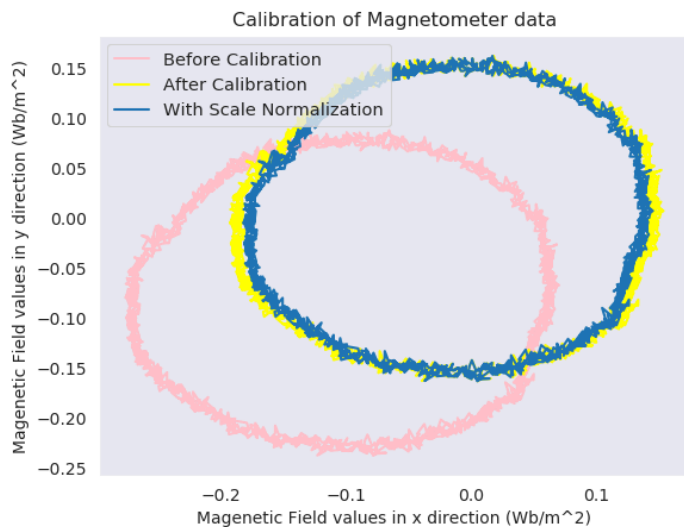 Calibration of Magnetometer data
Before Calibration
After Calibration
With Scale Normalization
Magenetic Field values in y direction (Wb/m^2)
0.15
0.10
0.05
0.00
−0.05
−0.10
−0.15
−0.20
−0.25
−0.2
−0.1
0.0
0.1
Magenetic Field values in x direction (Wb/m^2)